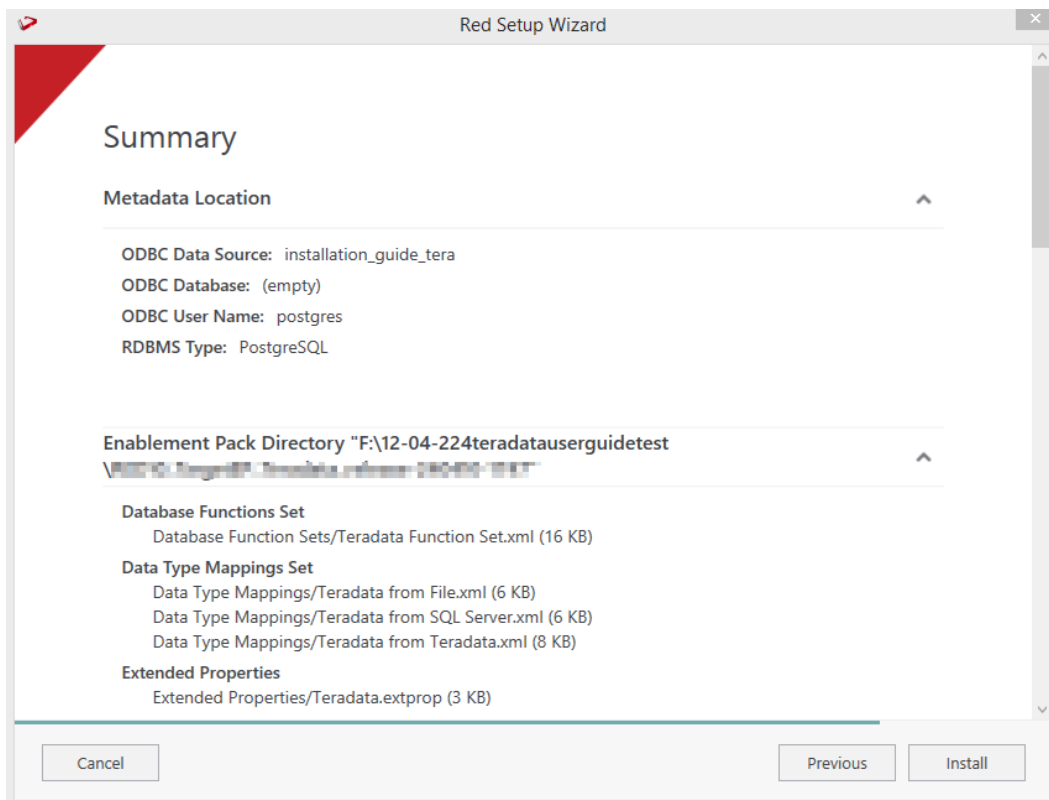 Red Setup Wizard
Summary
Metadata Location
ODBC Data Source: installation_guide_tera
ODBC Database: (empty)
ODBC User Name: postgres
RDBMS Type: PostgreSQL
Enablement Pack Directory "F:\12-04-224teradatauserguidetest
\
Database Functions Set
Database Function Sets/Teradata Function Set.xml (16 KB)
Data Type Mappings Set
Data Type Mappings/Teradata from File.xml (6 KB)
Data Type Mappings/Teradata from SQL Server.xml (6 KB)
Data Type Mappings/Teradata from Teradata.xml (8 KB)
Extended Properties
Extended Properties/Teradata.extprop (3 KB)
Cancel
Previous
Install